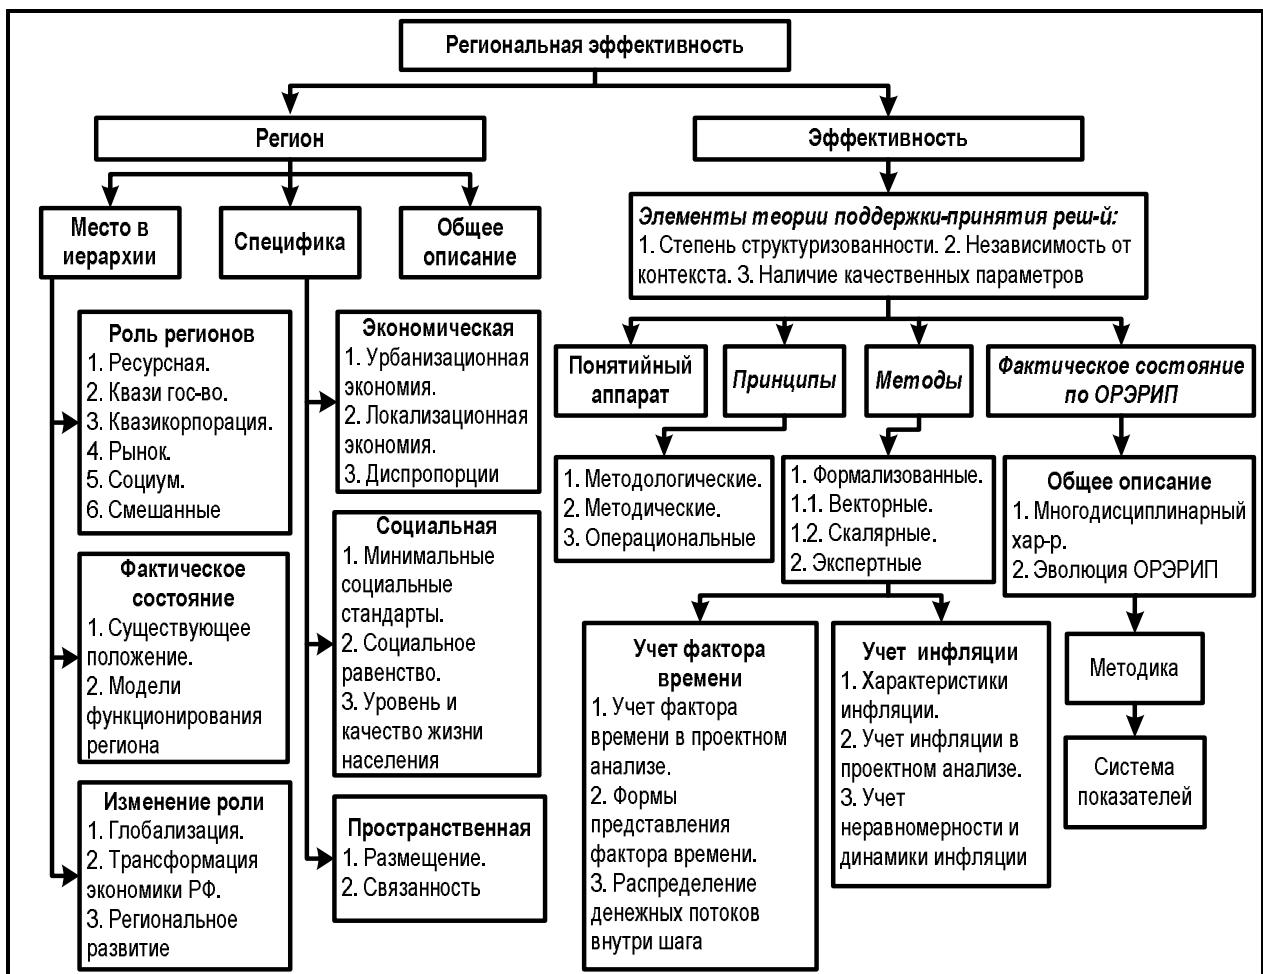 Региональная эффективность
Регион
Эффективность
Место в
иерархии
Специфика
Общее
описание
Роль регионов
1. Ресурсная.
2. Квази гос-во.
3. Квазикорпорация.
4. Рынок.
5. Социум.
6. Смешанные
Фактическое
состояние
1. Существующее
положение.
2. Модели
функционирования
региона
Изменение роли
1. Глобализация.
2. Трансформация
экономики РФ.
3. Региональное
развитие
Экономическая
1. Урбанизационная
экономия.
2. Локализационная
экономия.
3. Диспропорции
Социальная
1. Минимальные
социальные
стандарты.
2. Социальное
равенство.
3. Уровень и
качество жизни
населения
Пространственная
1. Размещение.
2. Связанность
Элементы теории поддержки-принятия реш-й:
1. Степень структуризованности. 2. Независимость от
контекста. 3. Наличие качественных параметров
Понятийный
аппарат
Принципы
Методы
Фактическое состояние
по ОРЭРИП
1. Методологические.
2. Методические.
3. Операциональные
1. Формализованные.
1.1. Векторные.
1.2. Скалярные.
2. Экспертные
Общее описание
1. Многодисциплинарный
хар-р.
2. Эволюция ОРЭРИП
Учет фактора
времени
1. Учет фактора
времени в проектном
анализе.
2. Формы
представления
фактора времени.
3. Распределение
денежных потоков
внутри шага
Учет инфляции
1. Характеристики
инфляции.
2. Учет инфляции в
проектном анализе.
3. Учет
неравномерности и
динамики инфляции
Методика
Система
показателей